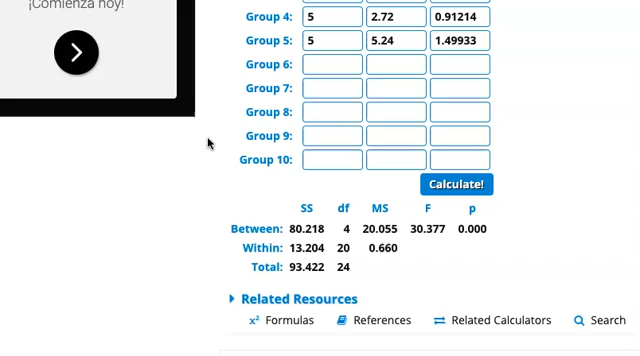 ¡Comienza hoy!
Group 4: 5 2.72 0.91214
Group 5: 5 5.24 1.49933
Group 6:
Group 7:
Group 8:
Group 9:
Group 10:
Calculate!
SS df MS F p
Between: 80.218 4 20.055 30.377 0.000
Within: 13.204 20 0.660
Total: 93.422 24
Related Resources
x² Formulas References Related Calculators Search